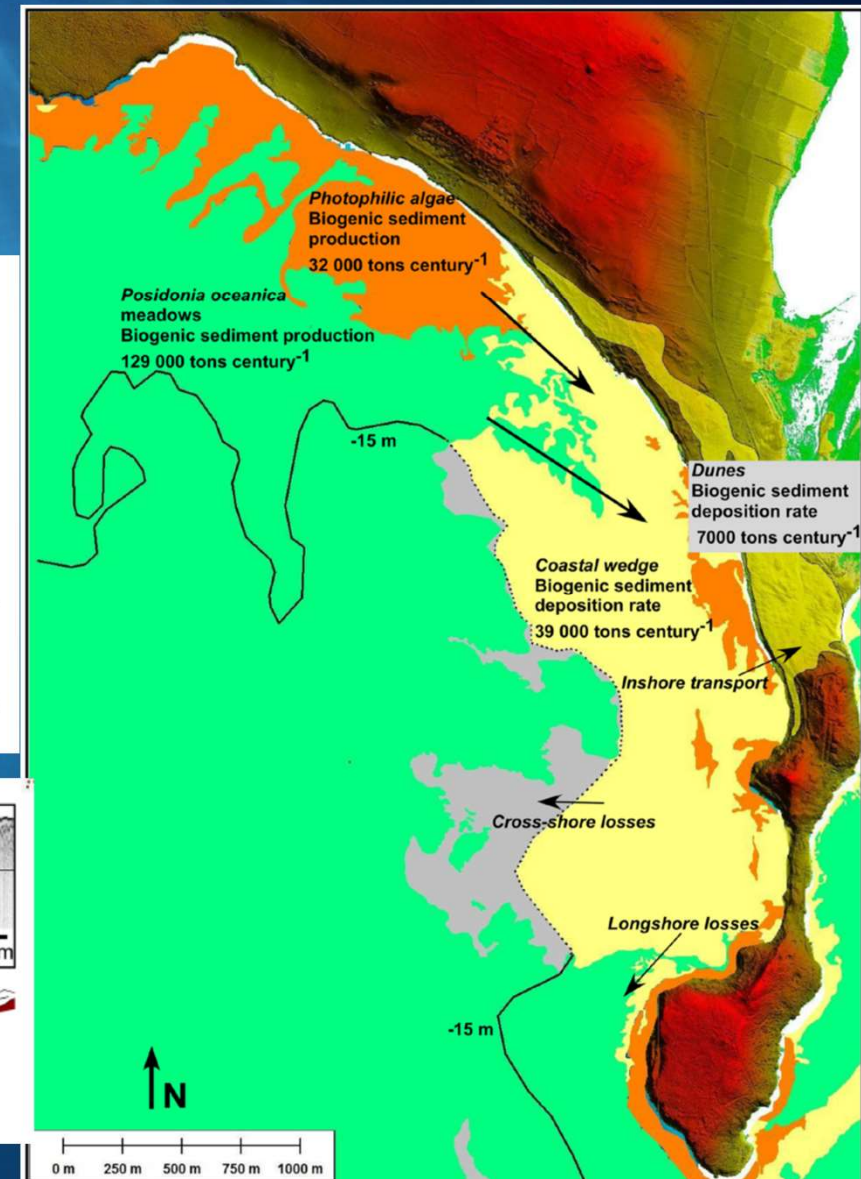 Photophilic algae
Biogenic sediment
production
32 000 tons century-1
Posidonia oceanica
meadows
Biogenic sediment production
129 000 tons century-1
-15 m
Dunes
Biogenic sediment
deposition rate
7000 tons century-1
Coastal wedge
Biogenic sediment
deposition rate
39 000 tons century-1
Inshore transport
Cross-shore losses
Longshore losses
m
-15 m
N
0 m 250 m 500 m 750 m 1000 m